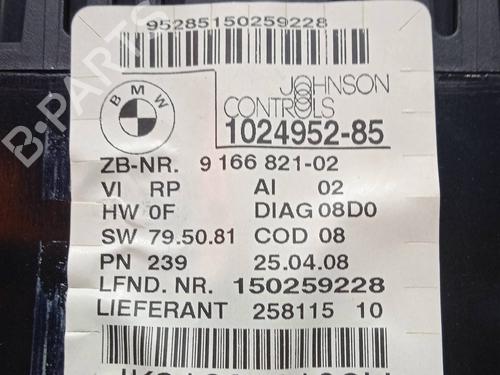 95285150259228
BMW
JOHNSON
CONTROLS
1024952-85
ZB-NR. 9 166 821-02
VI RP AI 02
HW 0F DIAG 08D0
SW 79.50.81 COD 08
PN 239 25.04.08
LFND. NR. 150259228
LIEFERANT 258115 10
B-PARTS